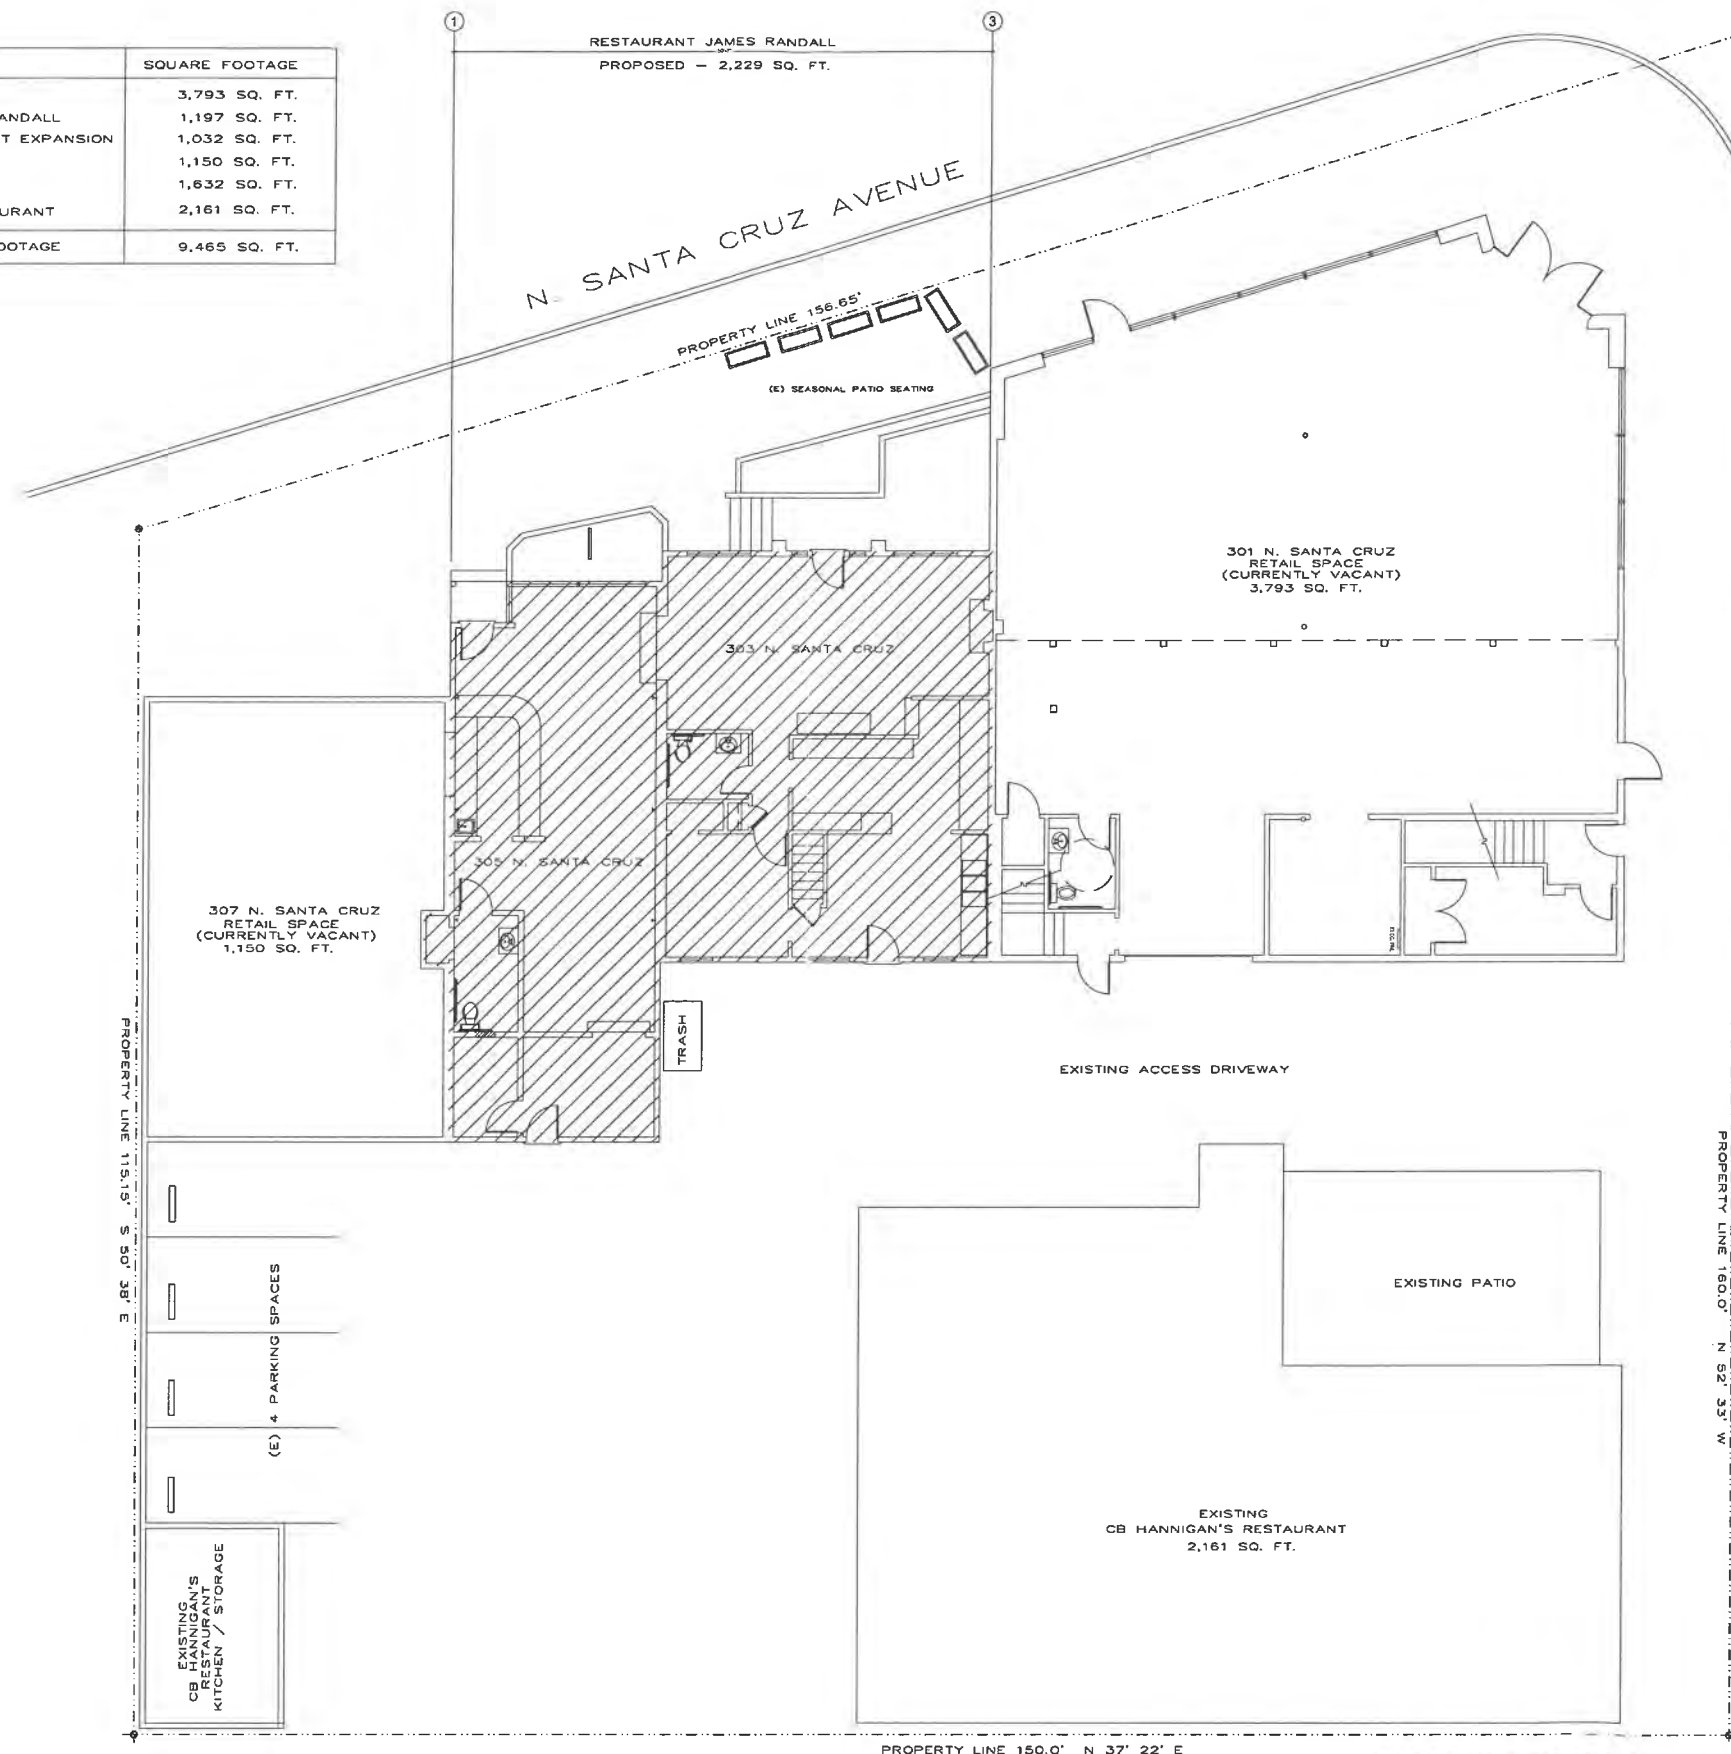 SQUARE FOOTAGE
3,793 SQ. FT.
ANDALL 1,197 SQ. FT.
T EXPANSION 1,032 SQ. FT.
1,150 SQ. FT.
1,632 SQ. FT.
URANT 2,161 SQ. FT.
OOTAGE 9,465 SQ. FT.
1
3
RESTAURANT JAMES RANDALL
PROPOSED – 2,229 SQ. FT.
N. SANTA CRUZ AVENUE
PROPERTY LINE 156.65'
(E) SEASONAL PATIO SEATING
301 N. SANTA CRUZ
RETAIL SPACE
(CURRENTLY VACANT)
3,793 SQ. FT.
303 N. SANTA CRUZ
305 N. SANTA CRUZ
307 N. SANTA CRUZ
RETAIL SPACE
(CURRENTLY VACANT)
1,150 SQ. FT.
TRASH
EXISTING ACCESS DRIVEWAY
PROPERTY LINE 115.15' S 50' 38' E
(E) 4 PARKING SPACES
EXISTING PATIO
PROPERTY LINE 160.0' N 52' 33' W
EXISTING
CB HANNIGAN'S RESTAURANT
2,161 SQ. FT.
EXISTING
CB HANNIGAN'S
RESTAURANT
KITCHEN / STORAGE
PROPERTY LINE 150.0' N 37' 22' E